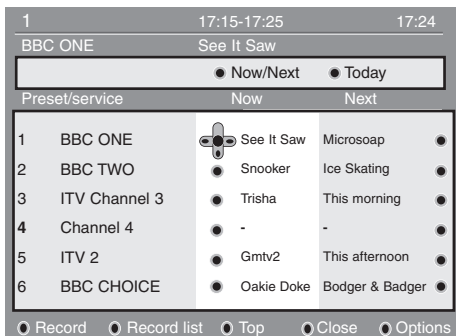 1 17:15-17:25 17:24
BBC ONE See It Saw
Now/Next Today
Preset/service Now Next
1 BBC ONE See It Saw Microsoap
2 BBC TWO Snooker Ice Skating
3 ITV Channel 3 Trisha This morning
4 Channel 4 - -
5 ITV 2 Gmtv2 This afternoon
6 BBC CHOICE Oakie Doke Bodger & Badger
Record Record list Top Close Options